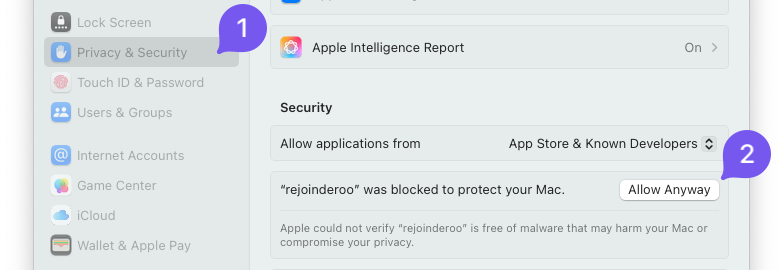 Lock Screen
Privacy & Security
Touch ID & Password
Users & Groups
Internet Accounts
Game Center
iCloud
Wallet & Apple Pay
1
Apple Intelligence Report
On
Security
Allow applications from
App Store & Known Developers
2
“rejoinderoo” was blocked to protect your Mac.
Allow Anyway
Apple could not verify “rejoinderoo” is free of malware that may harm your Mac or
compromise your privacy.